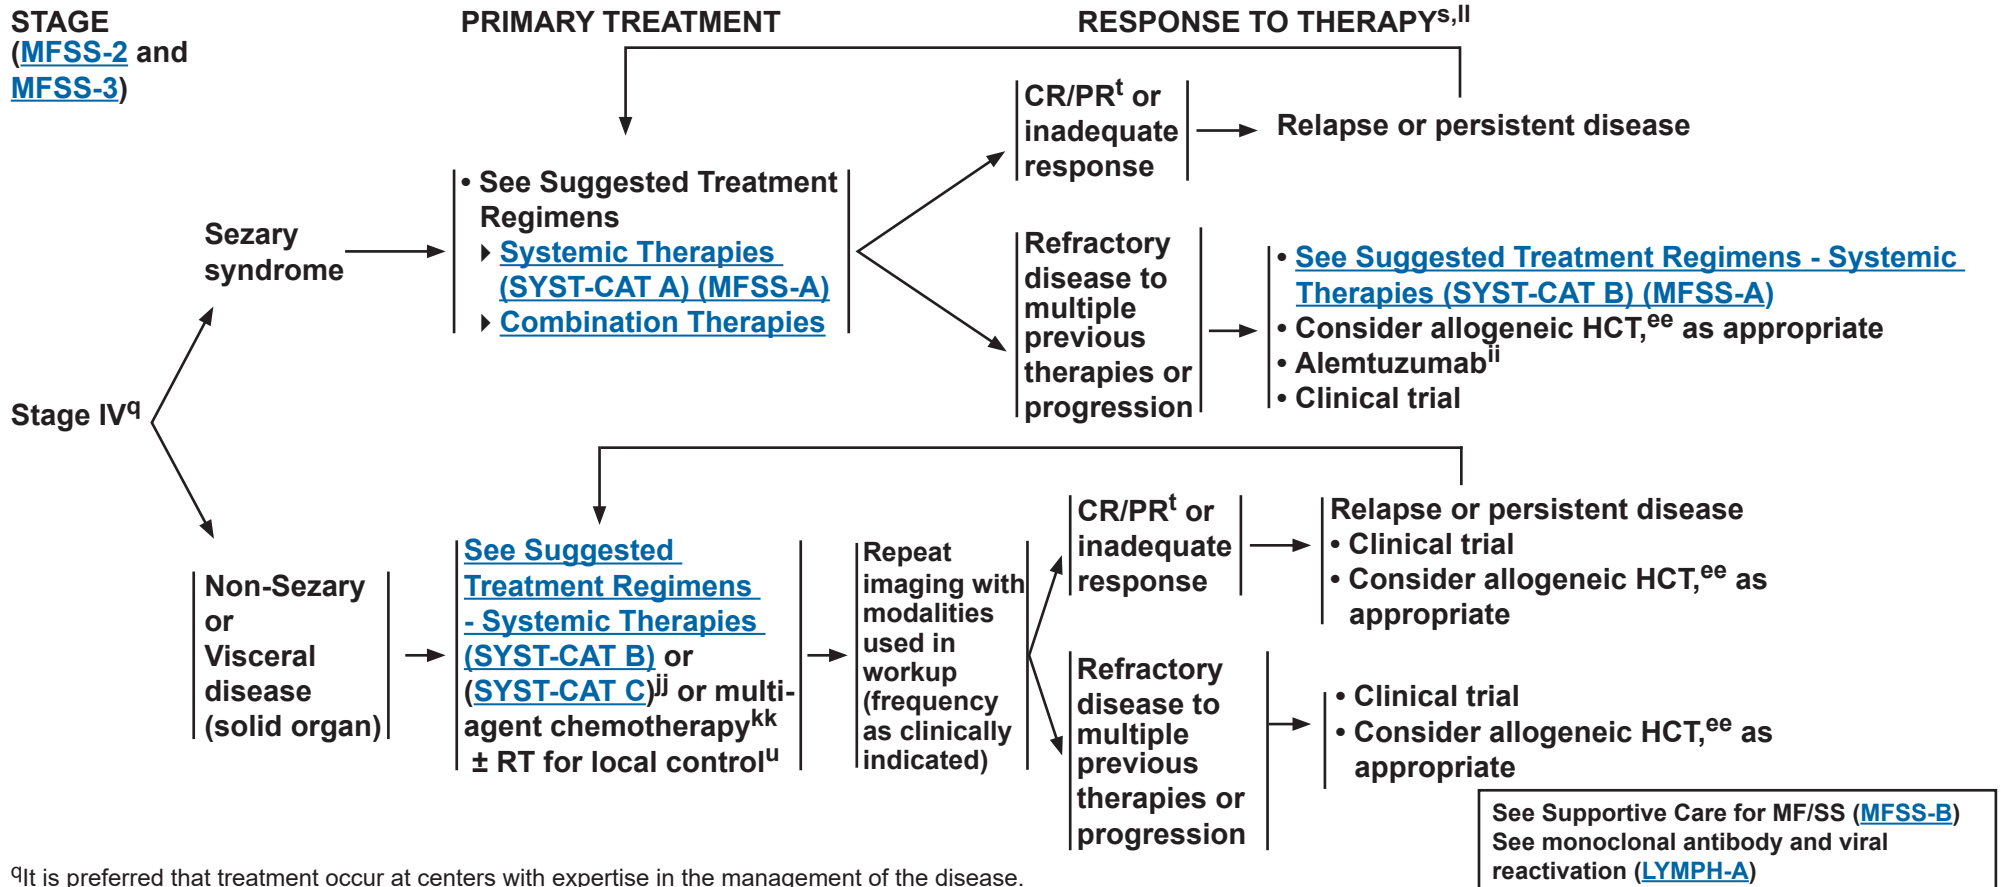 STAGE
(MFSS-2 and
MFSS-3)
PRIMARY TREATMENT
RESPONSE TO THERAPYs,ll
Stage IVq
Sezary
syndrome
• See Suggested Treatment
Regimens
Systemic Therapies
(SYST-CAT A) (MFSS-A)
Combination Therapies
CR/PRt or
inadequate
response
Relapse or persistent disease
Refractory
disease to
multiple
previous
therapies or
progression
• See Suggested Treatment Regimens - Systemic
Therapies (SYST-CAT B) (MFSS-A)
• Consider allogeneic HCT,ee as appropriate
• Alemtuzumabii
• Clinical trial
Non-Sezary
or
Visceral
disease
(solid organ)
See Suggested
Treatment Regimens
- Systemic Therapies
(SYST-CAT B) or
(SYST-CAT C)jj or multi-
agent chemotherapykk
± RT for local controlu
Repeat
imaging with
modalities
used in
workup
(frequency
as clinically
indicated)
CR/PRt or
inadequate
response
Relapse or persistent disease
• Clinical trial
• Consider allogeneic HCT,ee as
appropriate
Refractory
disease to
multiple
previous
therapies or
progression
• Clinical trial
• Consider allogeneic HCT,ee as
appropriate
See Supportive Care for MF/SS (MFSS-B)
See monoclonal antibody and viral
reactivation (LYMPH-A)
qIt is preferred that treatment occur at centers with expertise in the management of the disease.